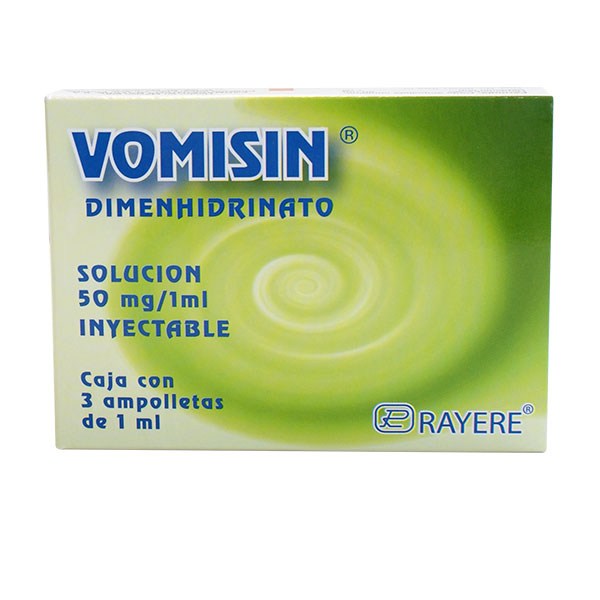 VOMISIN®
DIMENHIDRINATO
SOLUCION
50 mg/1ml
INYECTABLE
Caja con
3 ampolletas
de 1 ml
RAYERE®